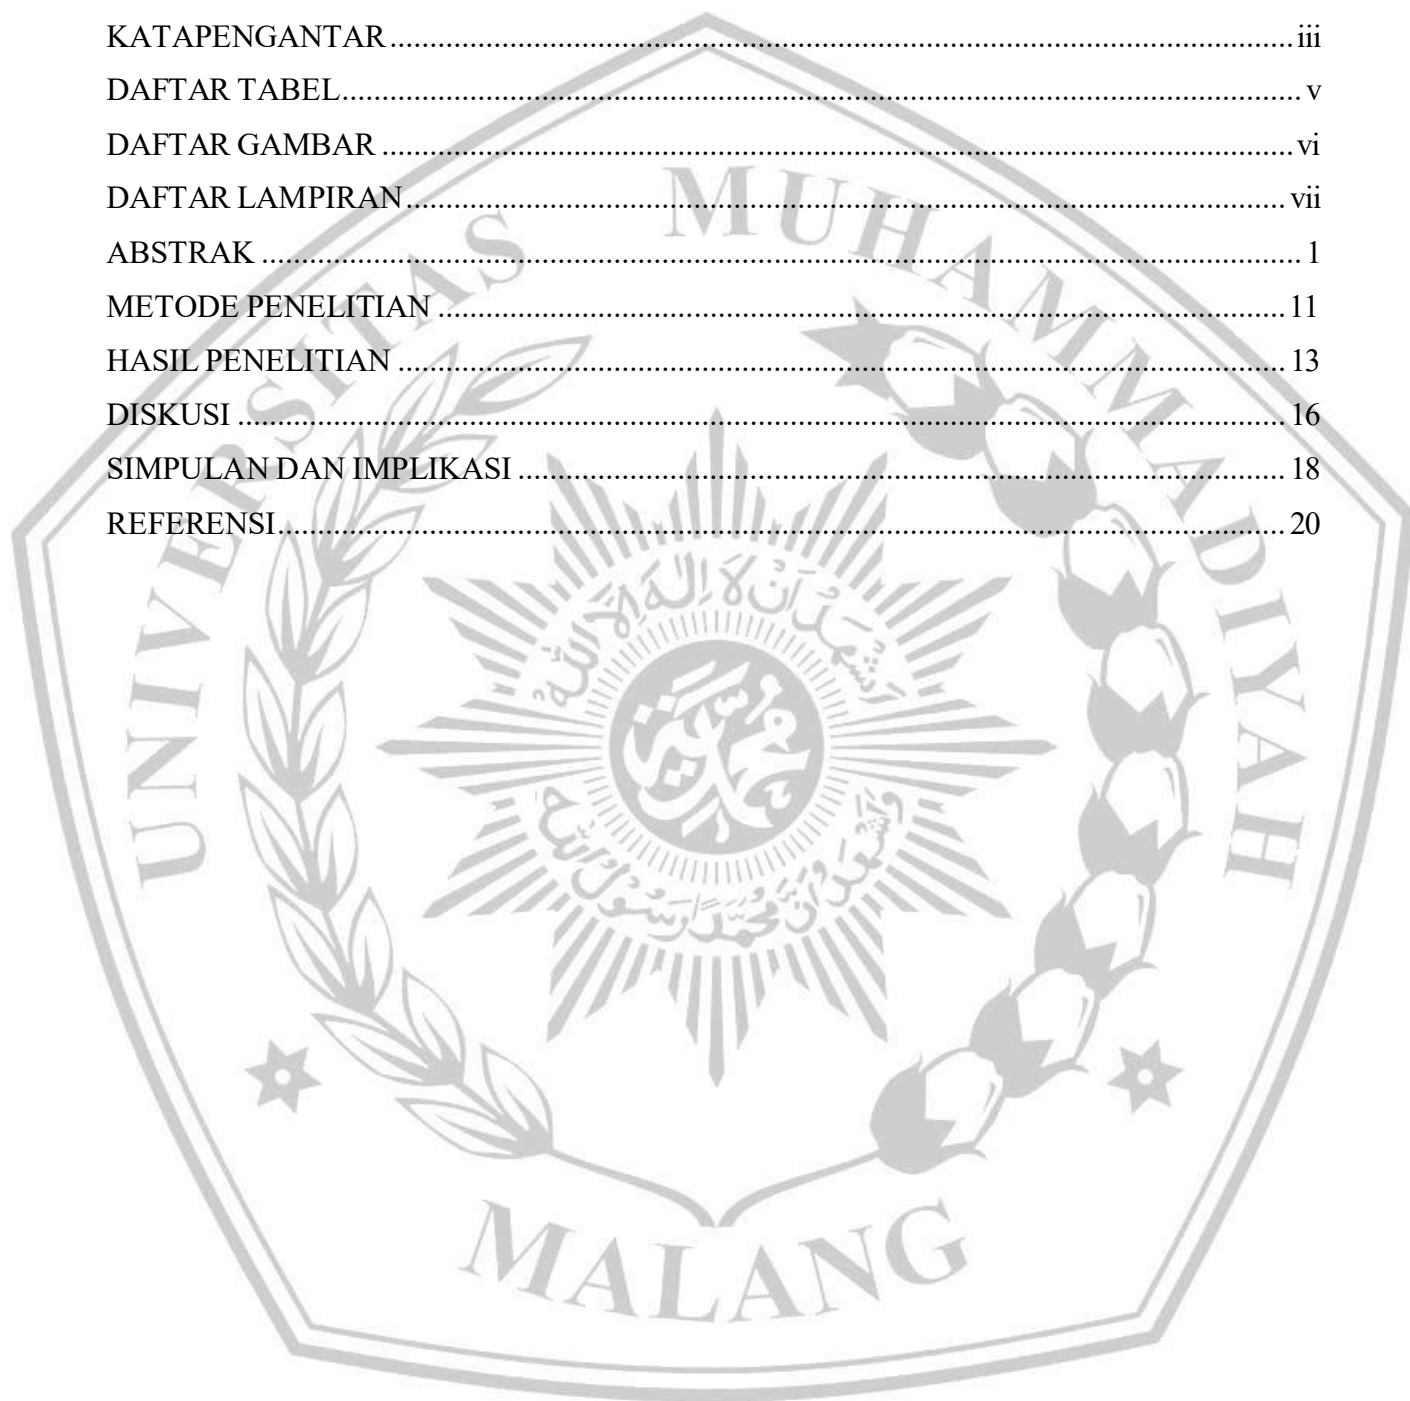 KATAPENGANTAR........................................iii
DAFTAR TABEL........................................v
DAFTAR GAMBAR........................................vi
DAFTAR LAMPIRAN........................................vii
ABSTRAK........................................1
METODE PENELITIAN........................................11
HASIL PENELITIAN........................................13
DISKUSI........................................16
SIMPULAN DAN IMPLIKASI........................................18
REFERENSI........................................20
UNIVERSITAS MUHAMMADIYAH
MALANG